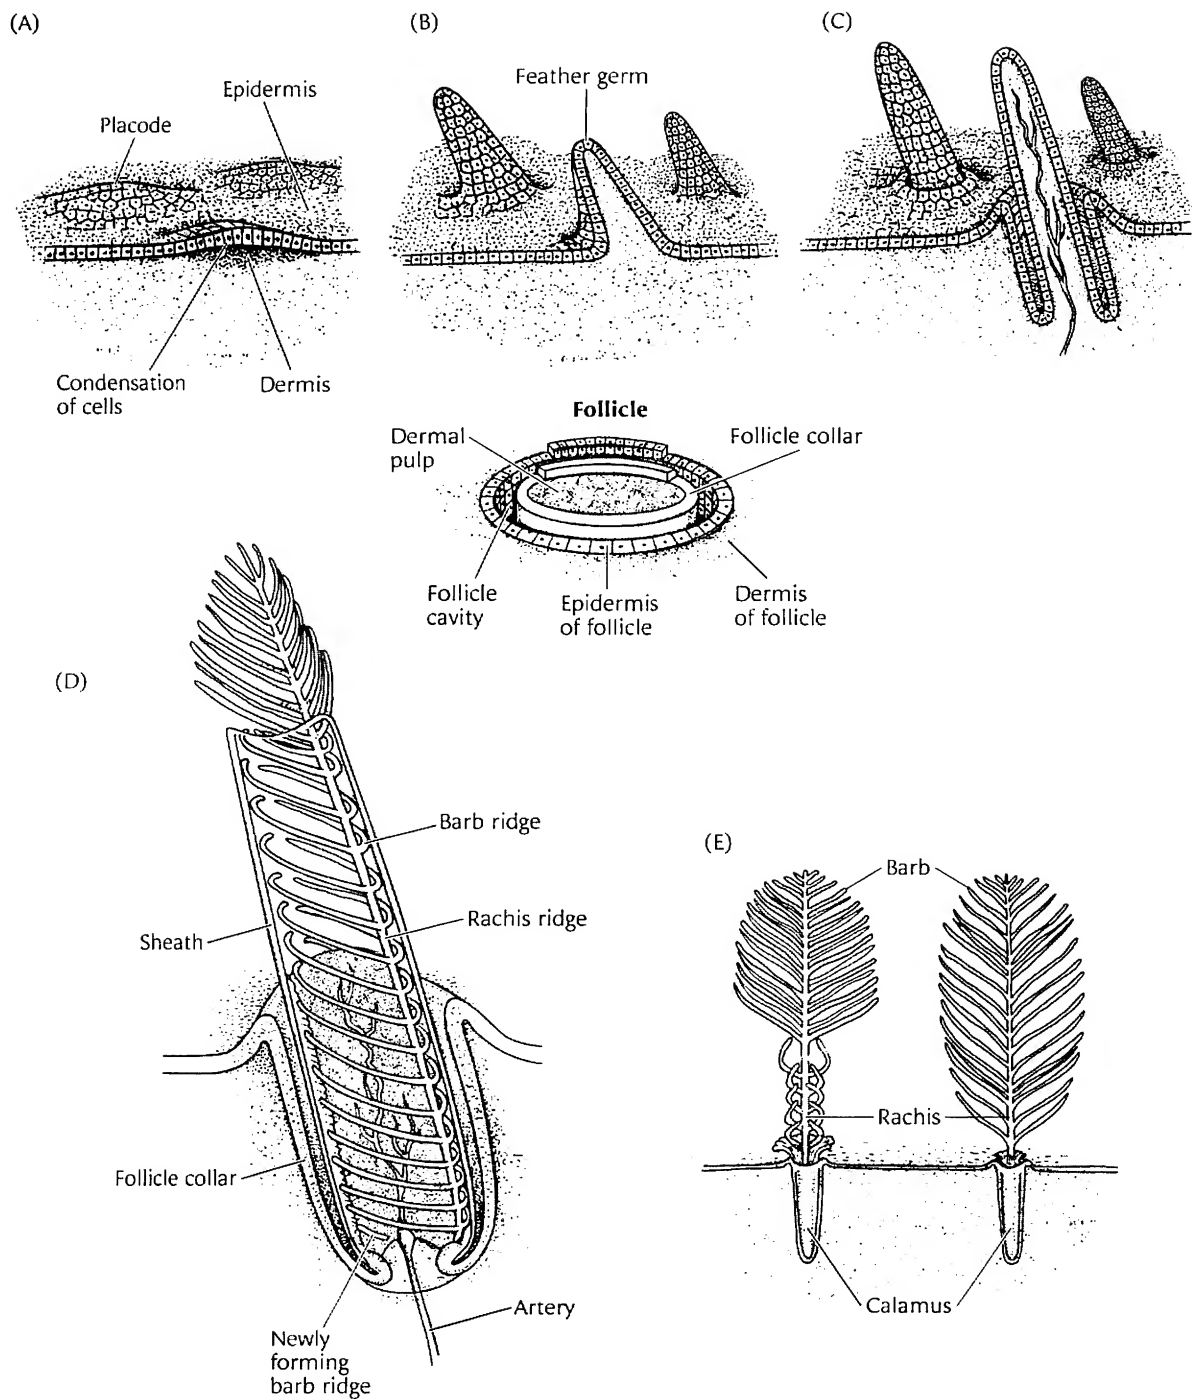 (A)
(B)
(C)
Feather germ
Epidermis
Placode
Condensation
of cells
Dermis
Follicle
Dermal
pulp
Follicle collar
Follicle
cavity
Epidermis
of follicle
Dermis
of follicle
(D)
Barb ridge
Rachis ridge
Sheath
Follicle collar
Newly
forming
barb ridge
Artery
(E)
Barb
Rachis
Calamus